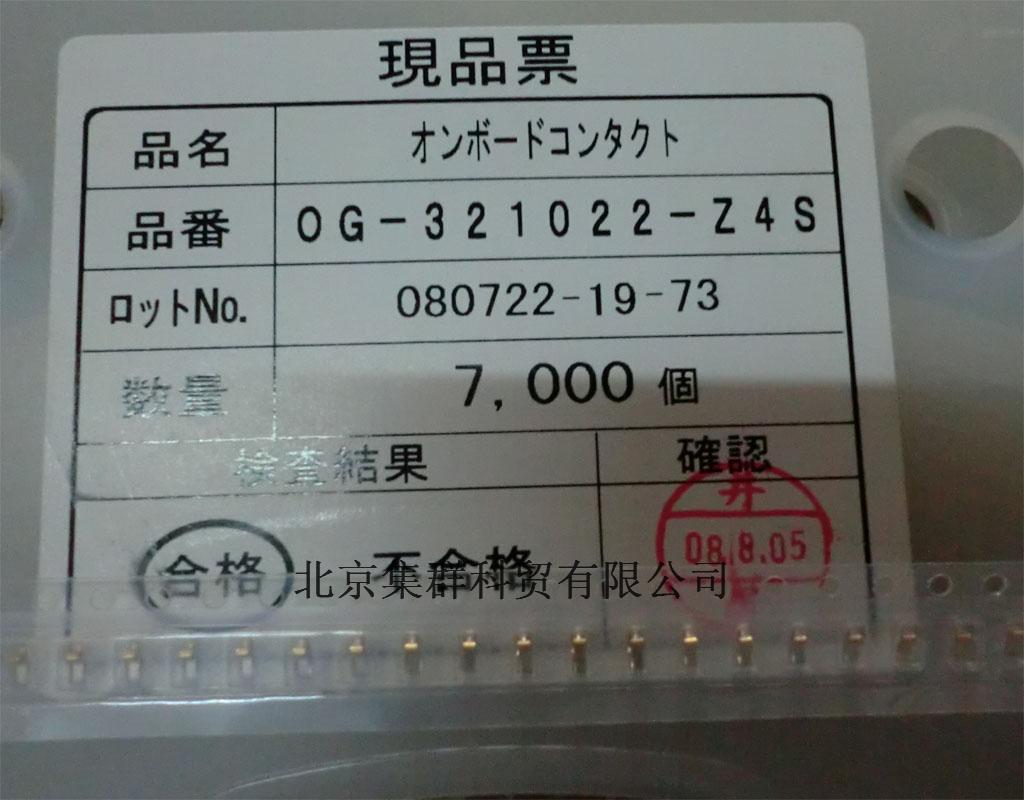 現品票
品名 オンボードコンタクト
品番 OG-321022-Z4S
ロットNo. 080722-19-73
数量 7,000 個
検査結果 確認
合格 不合格
井
08.8.05
北京集群科贸有限公司